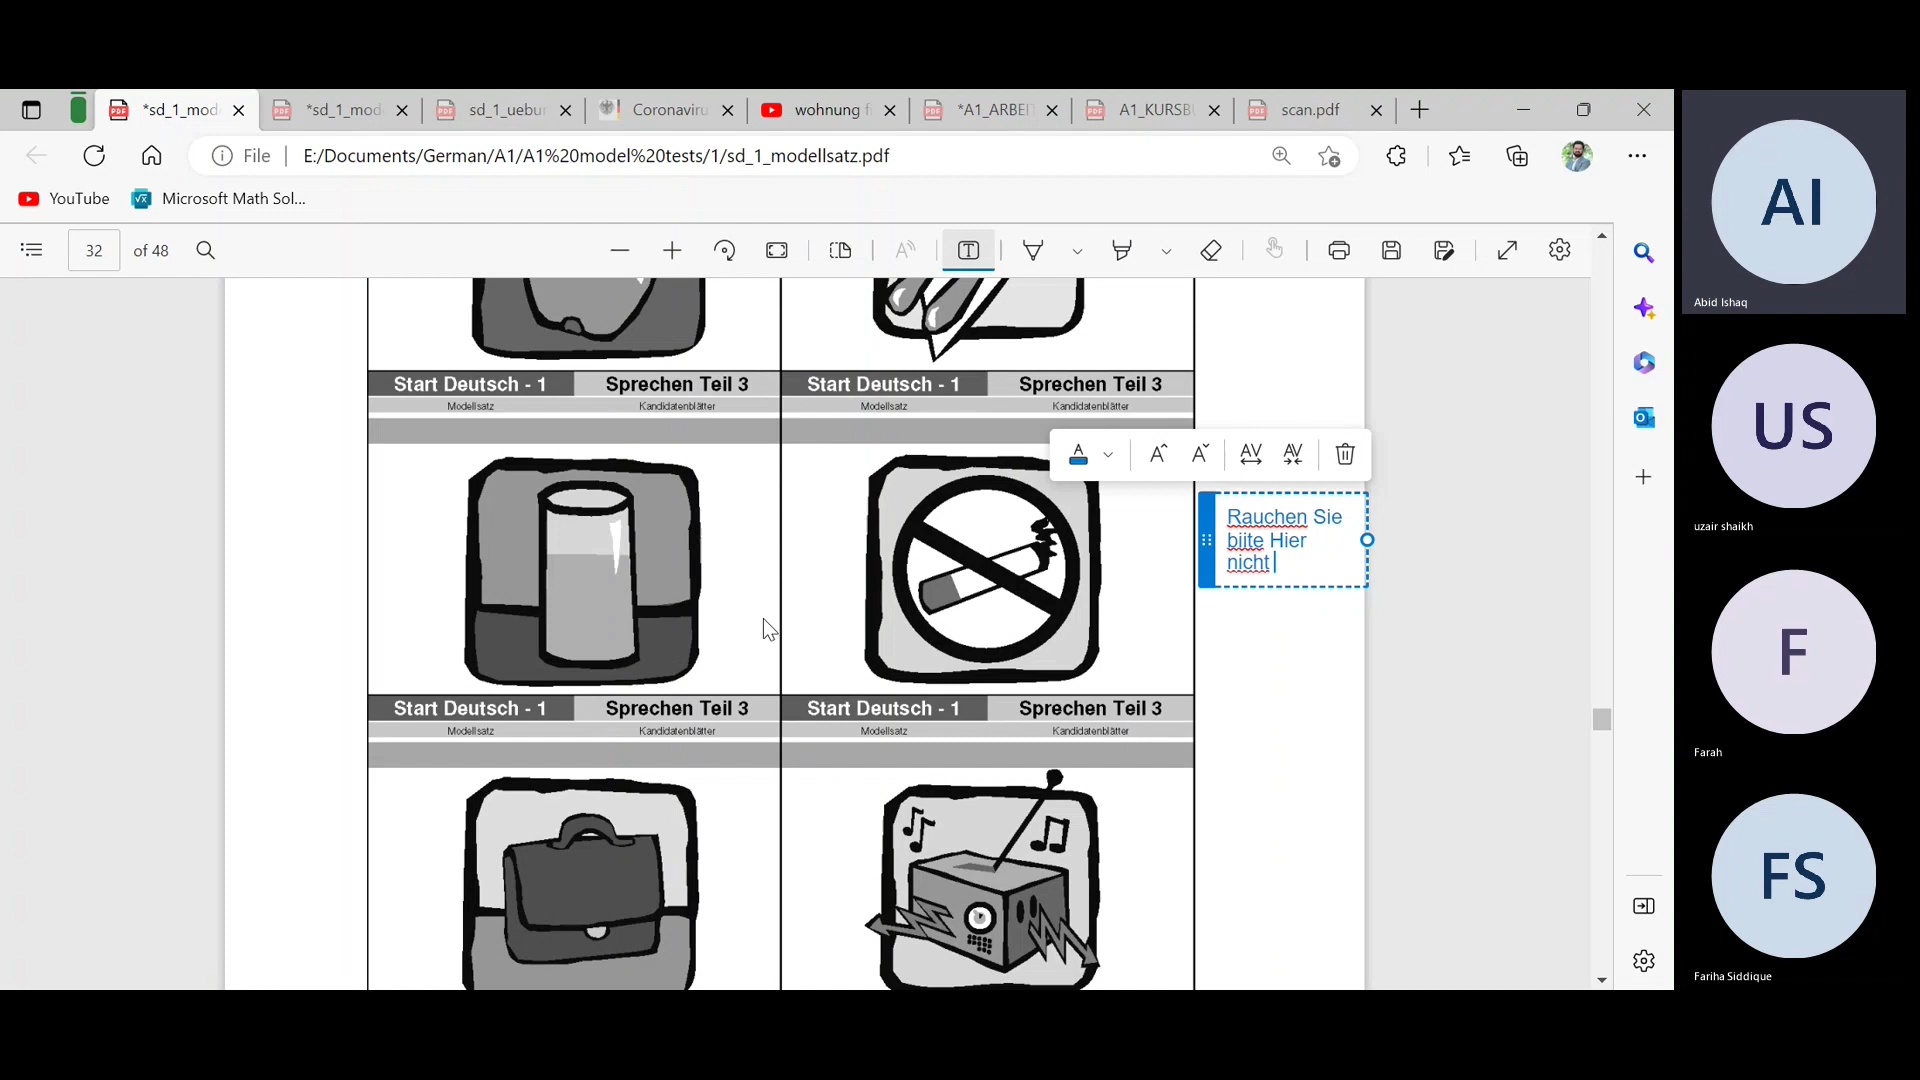 *sd_1_mod
*sd_1_mod
sd_1_uebu
Coronaviru
wohnung f
*A1_ARBEI
A1_KURSB
scan.pdf
File
E:/Documents/German/A1/A1%20model%20tests/1/sd_1_modellsatz.pdf
YouTube
Microsoft Math Sol...
32 of 48
Start Deutsch - 1 Sprechen Teil 3 Start Deutsch - 1 Sprechen Teil 3
Modellsatz Kandidatenblätter Modellsatz Kandidatenblätter
Rauchen Sie
biite Hier
nicht
Start Deutsch - 1 Sprechen Teil 3 Start Deutsch - 1 Sprechen Teil 3
Modellsatz Kandidatenblätter Modellsatz Kandidatenblätter
AI
Abid Ishaq
US
uzair shaikh
F
Farah
FS
Fariha Siddique